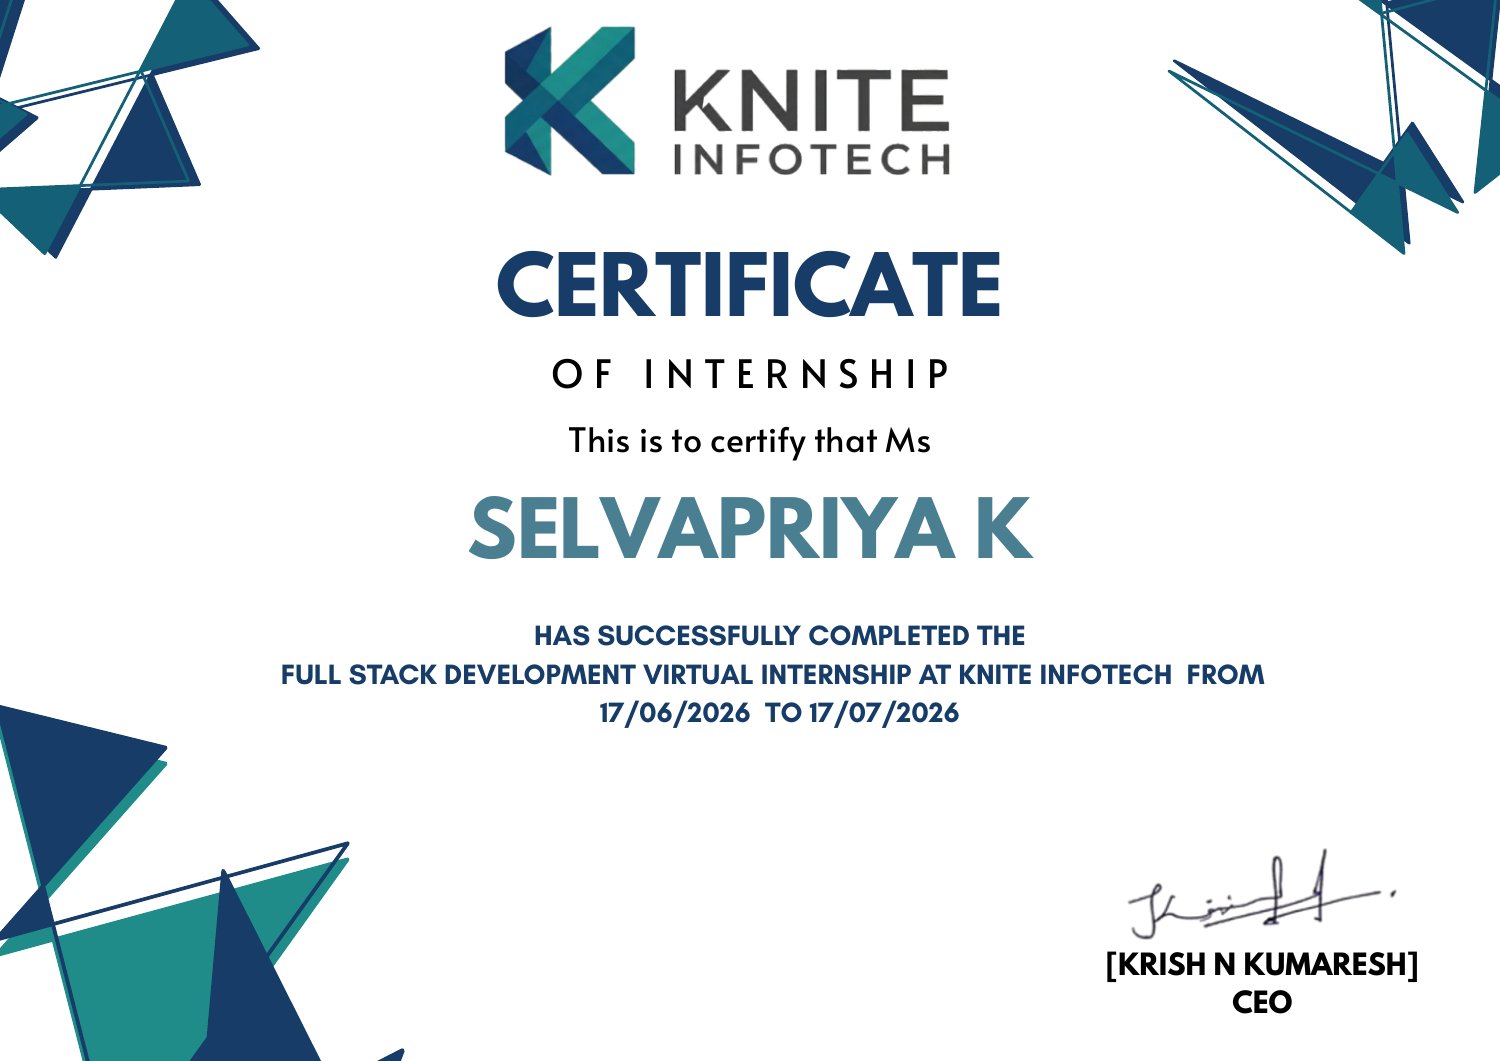 KNITE
INFOTECH
CERTIFICATE
OF INTERNSHIP
This is to certify that Ms
SELVAPRIYA K
HAS SUCCESSFULLY COMPLETED THE
FULL STACK DEVELOPMENT VIRTUAL INTERNSHIP AT KNITE INFOTECH FROM
17/06/2026 TO 17/07/2026
[KRISH N KUMARESH]
CEO